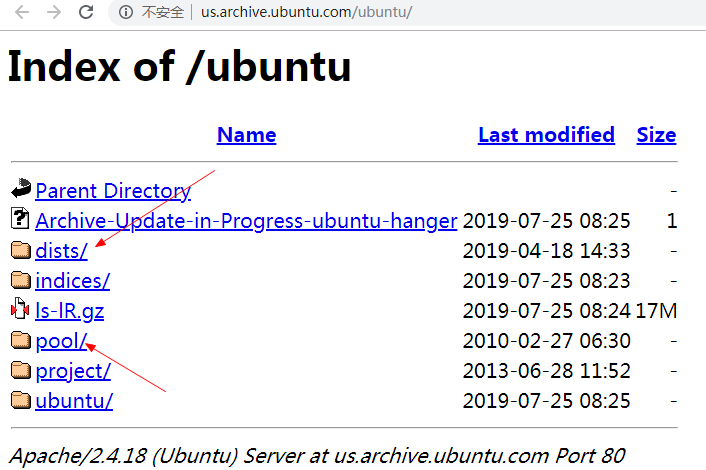 不安全 | us.archive.ubuntu.com/ubuntu/
Index of /ubuntu
Name Last modified Size
Parent Directory -
Archive-Update-in-Progress-ubuntu-hanger 2019-07-25 08:25 1
dists/ 2019-04-18 14:33 -
indices/ 2019-07-25 08:23 -
ls-lR.gz 2019-07-25 08:24 17M
pool/ 2010-02-27 06:30 -
project/ 2013-06-28 11:52 -
ubuntu/ 2019-07-25 08:25 -
Apache/2.4.18 (Ubuntu) Server at us.archive.ubuntu.com Port 80